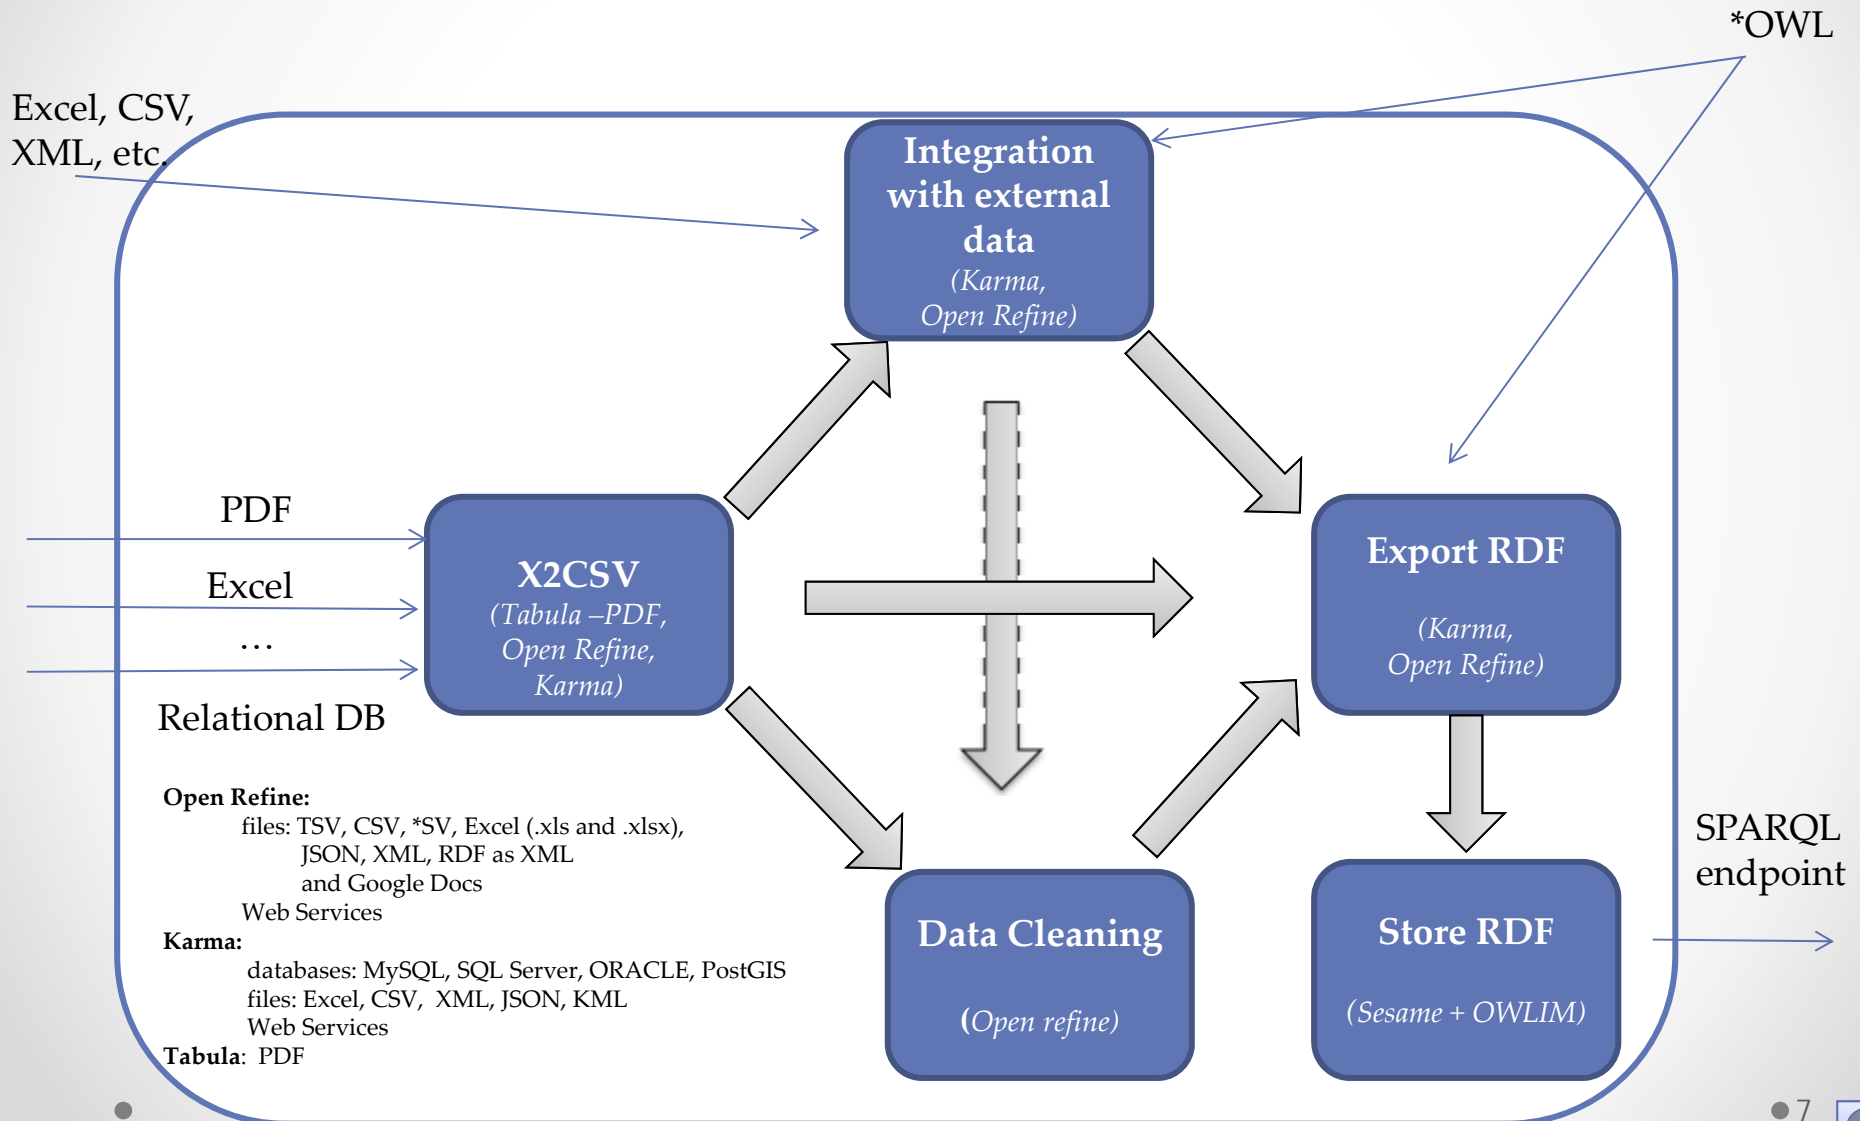 *OWL
Excel, CSV,
XML, etc.
Integration
with external
data
(Karma,
Open Refine)
PDF
Excel
…
Relational DB
X2CSV
(Tabula –PDF,
Open Refine,
Karma)
Export RDF
(Karma,
Open Refine)
Open Refine:
files: TSV, CSV, *SV, Excel (.xls and .xlsx),
JSON, XML, RDF as XML
and Google Docs
Web Services
Karma:
databases: MySQL, SQL Server, ORACLE, PostGIS
files: Excel, CSV, XML, JSON, KML
Web Services
Tabula: PDF
Data Cleaning
(Open refine)
Store RDF
(Sesame + OWLIM)
SPARQL
endpoint
7